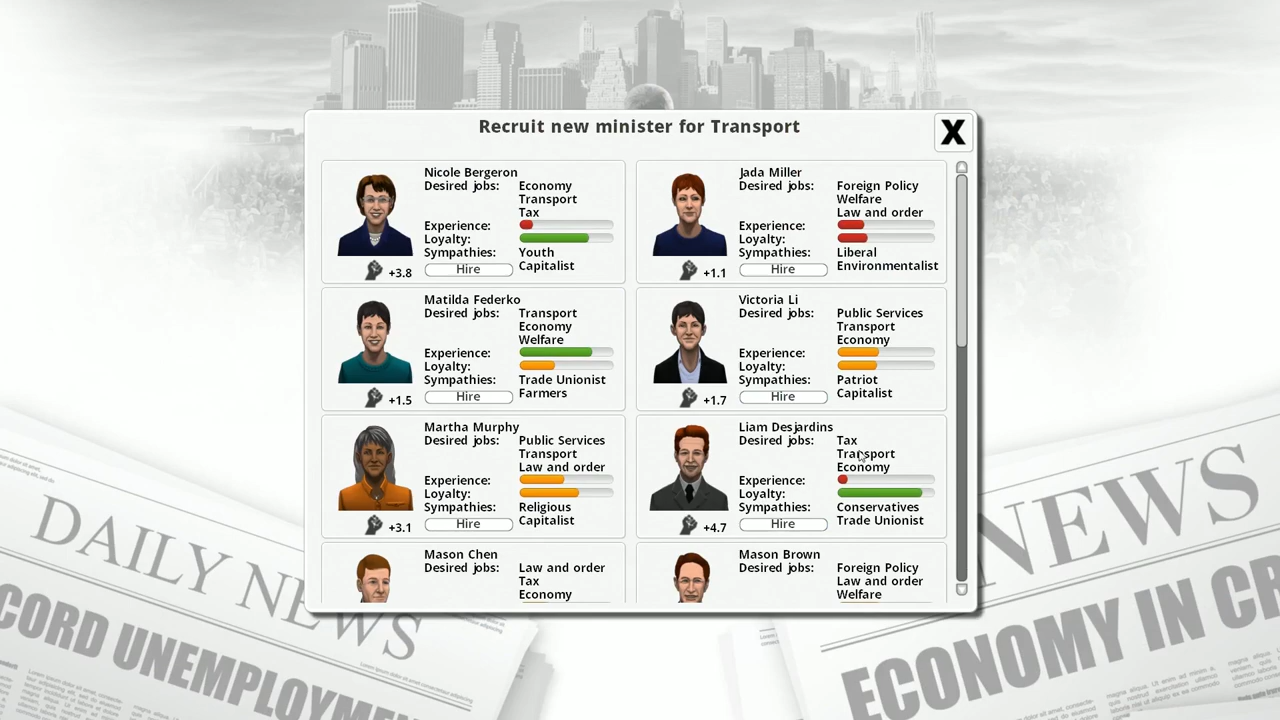 Recruit new minister for Transport
X
Nicole Bergeron
Desired jobs: Economy
Transport
Tax
Experience:
Loyalty:
Sympathies: Youth
Capitalist
+3.8 Hire
Jada Miller
Desired jobs: Foreign Policy
Welfare
Law and order
Experience:
Loyalty:
Sympathies: Liberal
Environmentalist
+1.1 Hire
Matilda Federko
Desired jobs: Transport
Economy
Welfare
Experience:
Loyalty:
Sympathies: Trade Unionist
Farmers
+1.5 Hire
Victoria Li
Desired jobs: Public Services
Transport
Economy
Experience:
Loyalty:
Sympathies: Patriot
Capitalist
+1.7 Hire
Martha Murphy
Desired jobs: Public Services
Transport
Law and order
Experience:
Loyalty:
Sympathies: Religious
Capitalist
+3.1 Hire
Liam Desjardins
Desired jobs: Tax
Transport
Economy
Experience:
Loyalty:
Sympathies: Conservatives
Trade Unionist
+4.7 Hire
Mason Chen
Desired jobs: Law and order
Tax
Economy
Mason Brown
Desired jobs: Foreign Policy
Law and order
Welfare
DAILY NEWS
CORD UNEMPLOYME
NEWS
ECONOMY IN CR